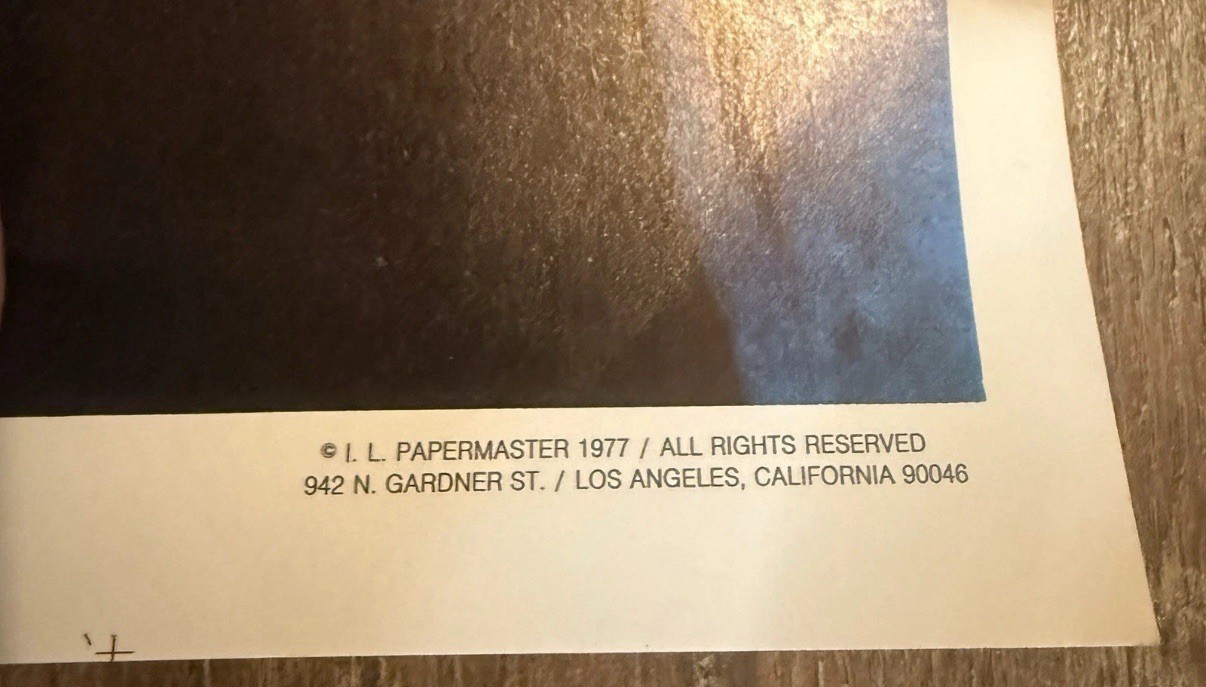 © I. L. PAPERMASTER 1977 / ALL RIGHTS RESERVED
942 N. GARDNER ST. / LOS ANGELES, CALIFORNIA 90046